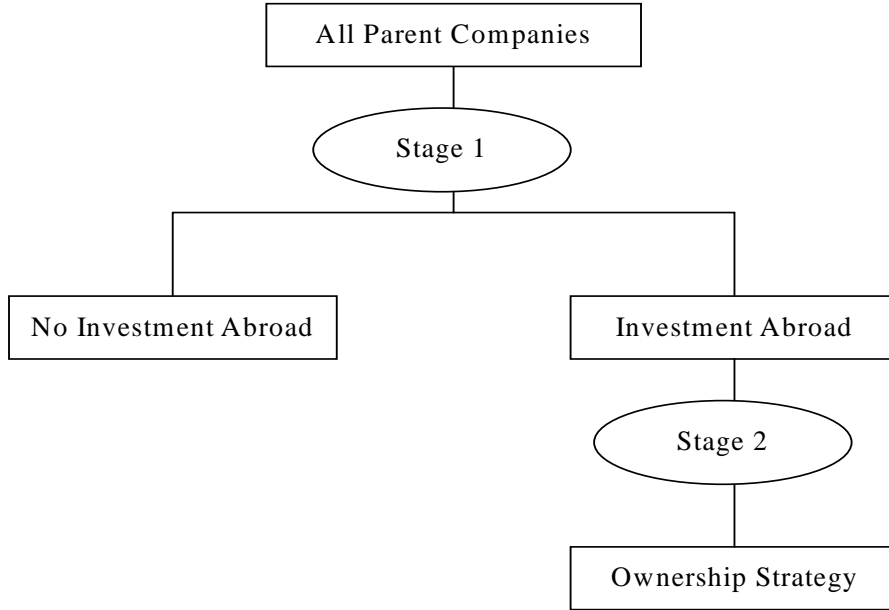 All Parent Companies
Stage 1
No Investment Abroad
Investment Abroad
Stage 2
Ownership Strategy